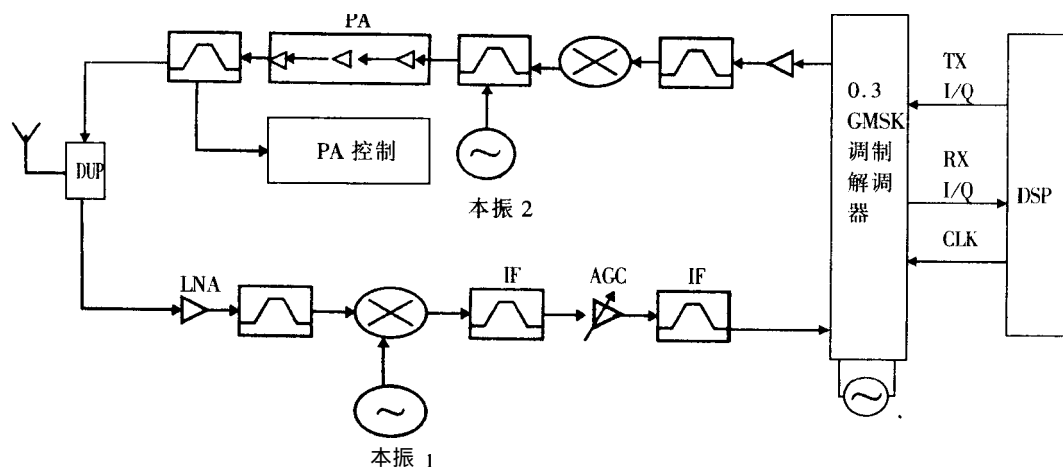 PA
PA 控制
本振 2
0.3
GMSK
调制
解调
器
TX
I/Q
RX
I/Q
CLK
DSP
DUP
LNA
IF
AGC
IF
本振 1